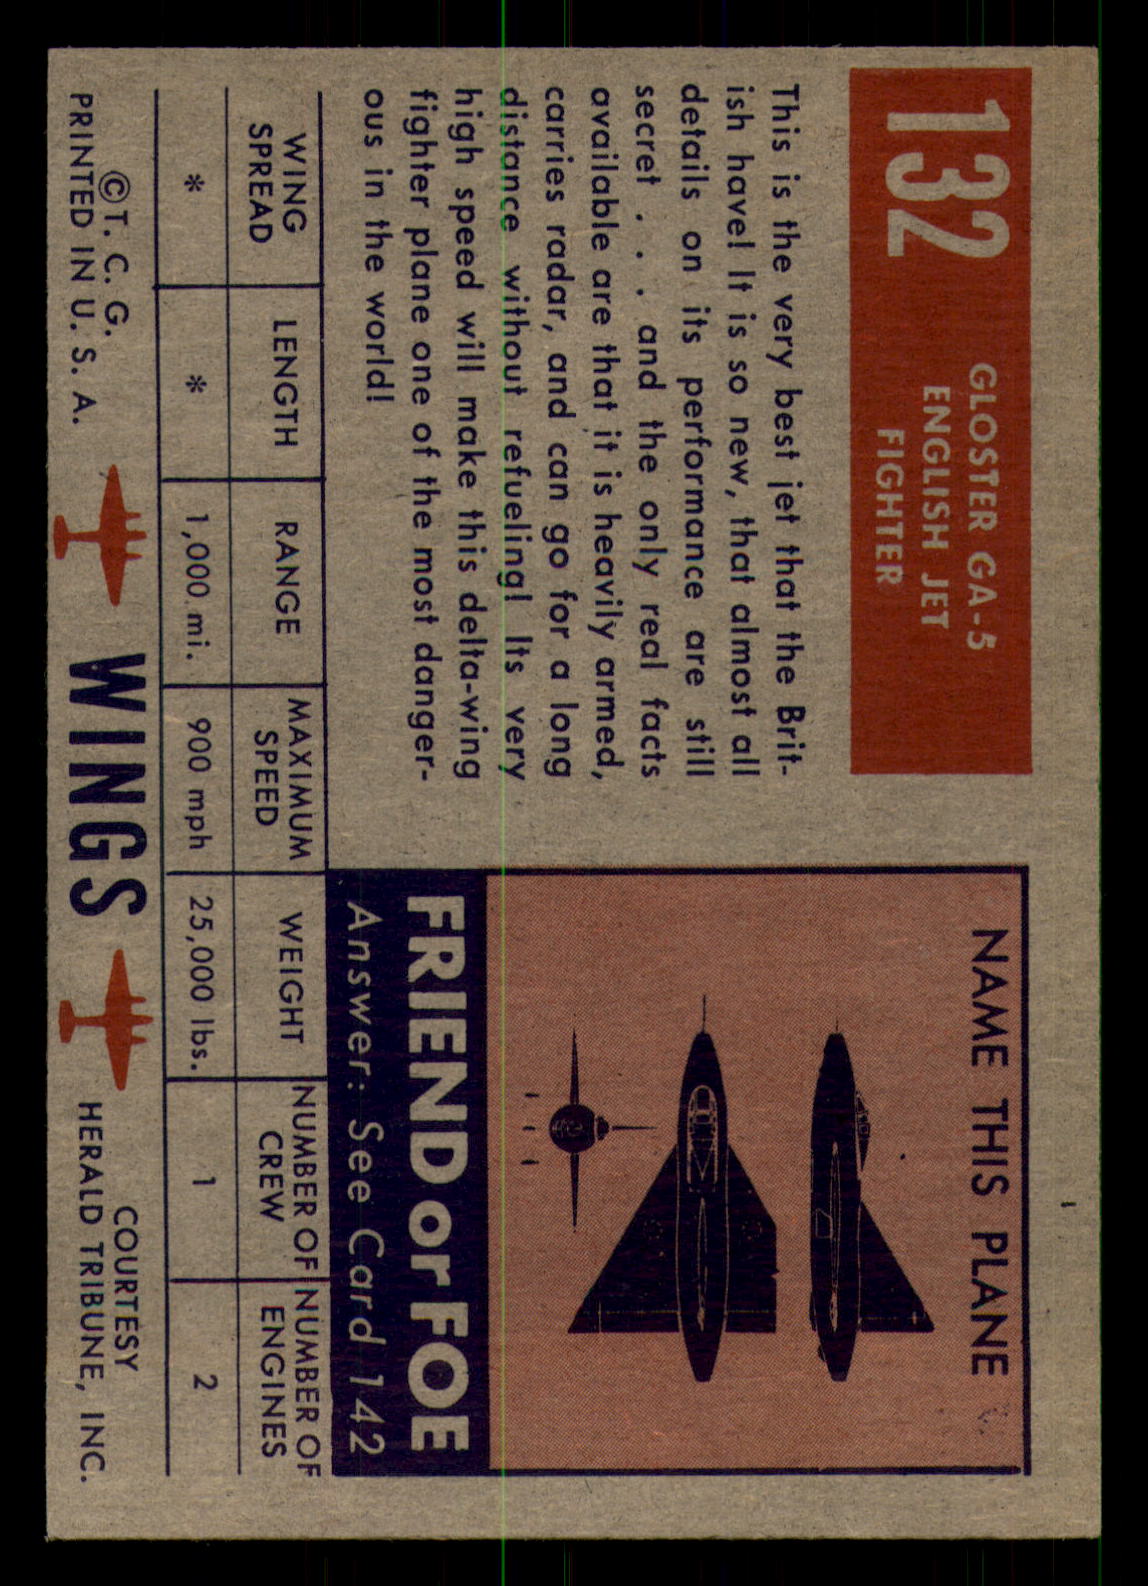 132
GLOSTER GA-5
ENGLISH JET
FIGHTER
This is the very best jet that the Brit-
ish have! It is so new, that almost all
details on its performance are still
secret . . . and the only real facts
available are that it is heavily armed,
carries radar, and can go for a long
distance without refueling! Its very
high speed will make this delta-wing
fighter plane one of the most danger-
ous in the world!
NAME THIS PLANE
FRIEND or FOE
Answer: See Card 142
WING
SPREAD
LENGTH
RANGE
MAXIMUM
SPEED
WEIGHT
NUMBER OF
CREW
NUMBER OF
ENGINES
*
*
1,000 mi.
900 mph
25,000 lbs.
1
2
©T. C. G.
PRINTED IN U. S. A.
WINGS
COURTESY
HERALD TRIBUNE, INC.